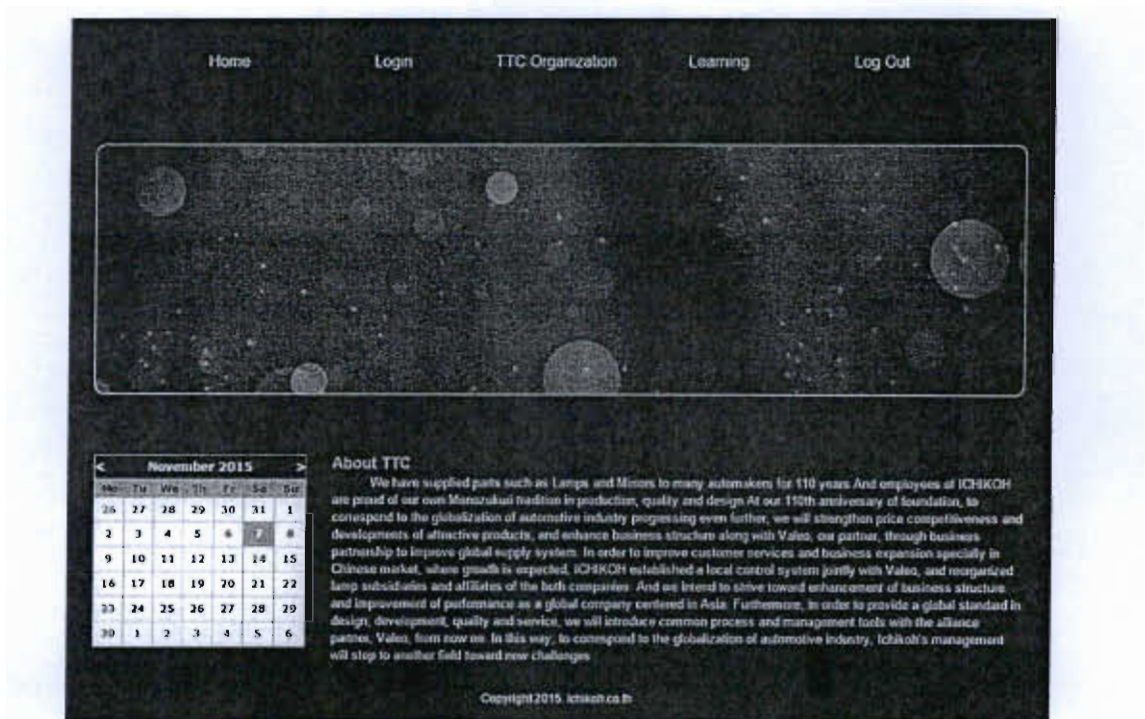 Home Login TTC Organization Learning Log Out
< November 2015 >
Mo Tu We Th Fr Sa Su
26 27 28 29 30 31 1
2 3 4 5 6 7 8
9 10 11 12 13 14 15
16 17 18 19 20 21 22
23 24 25 26 27 28 29
30 1 2 3 4 5 6
About TTC
We have supplied parts such as Lamps and Mirrors to many automakers for 110 years And employees of ICHIKOH
are proud of our own Monozukuri tradition in production, quality and design At our 110th anniversary of foundation, to
correspond to the globalization of automotive industry progressing even further, we will strengthen price competitiveness and
developments of attractive products, and enhance business structure along with Valeo, our partner, through business
partnership to improve global supply system. In order to improve customer services and business expansion specially in
Chinese market, where growth is expected, ICHIKOH established a local control system jointly with Valeo, and reorganized
lamp subsidiaries and affiliates of the both companies. And we intend to strive toward enhancement of business structure
and improvement of performance as a global company centered in Asia. Furthermore, in order to provide a global standard in
design, development, quality and service, we will introduce common process and management tools with the alliance
partner, Valeo, from now on. In this way, to correspond to the globalization of automotive industry, Ichikoh's management
will step to another field toward new challenges
Copyright 2015. Ichikoh.co.th